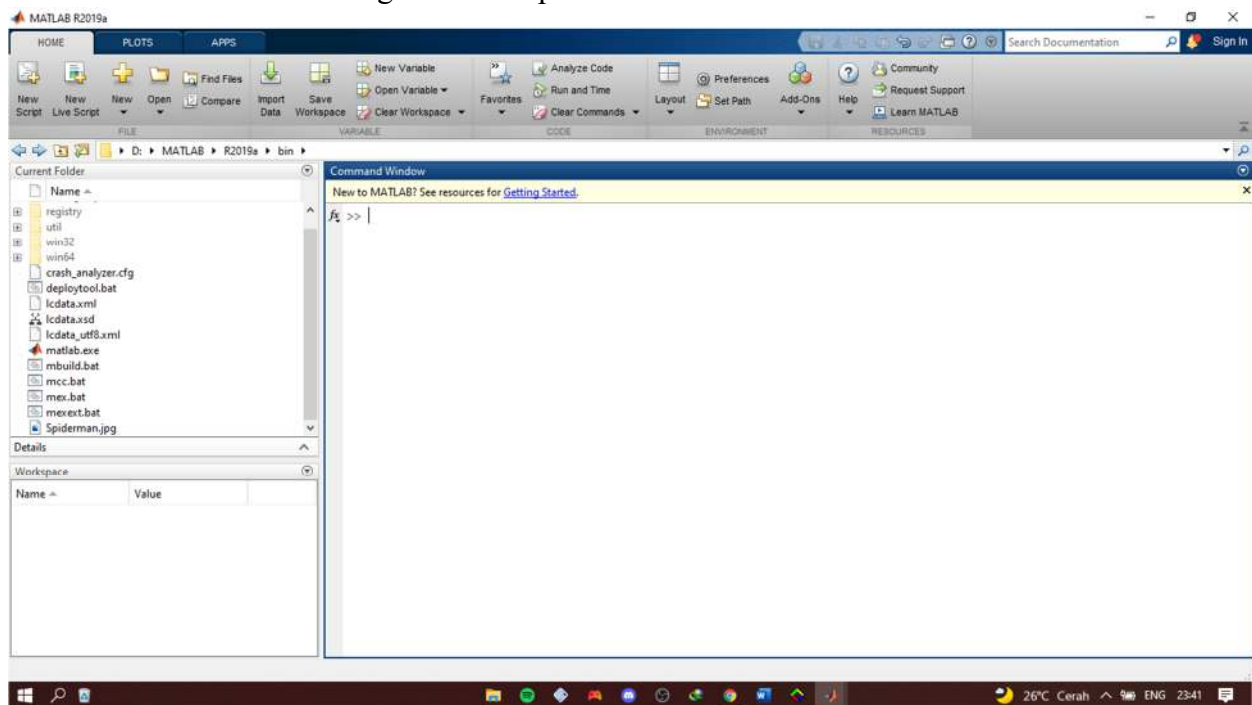 MATLAB R2019a
HOME PLOTS APPS
Search Documentation
Sign In
New Script
New Live Script
New
Open
Find Files
Compare
Import Data
Save Workspace
New Variable
Open Variable
Clear Workspace
Favorites
Analyze Code
Run and Time
Clear Commands
Layout
Preferences
Set Path
Add-Ons
Help
Community
Request Support
Learn MATLAB
FILE VARIABLE CODE ENVIRONMENT RESOURCES
D: MATLAB R2019a bin
Current Folder
Name
registry
util
win32
win64
crash_analyzer.cfg
deploytool.bat
lcdata.xml
lcdata.xsd
lcdata_utf8.xml
matlab.exe
mbuild.bat
mcc.bat
mex.bat
mexext.bat
Spiderman.jpg
Details
Workspace
Name Value
Command Window
New to MATLAB? See resources for Getting Started.
fx >>
26°C Cerah ENG 23:41